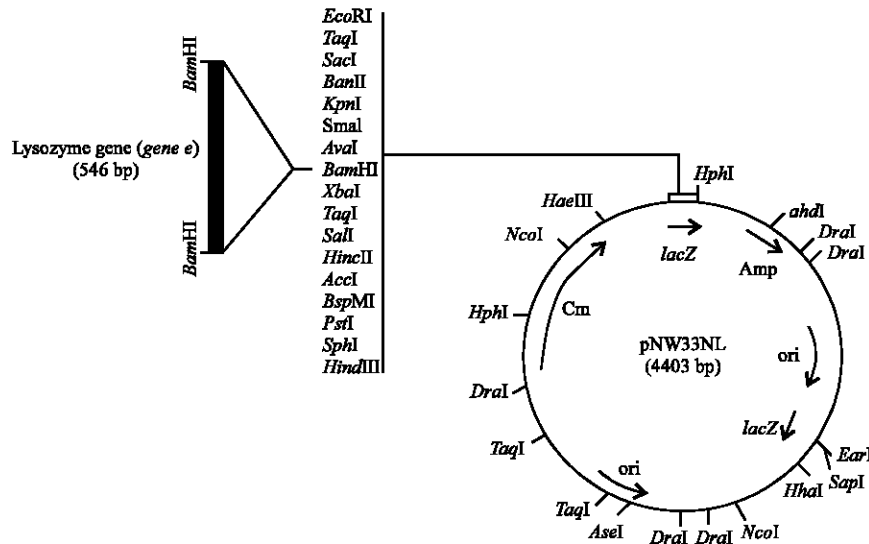 BamHI
Lysozyme gene (gene e)
(546 bp)
BamHI
EcoRI
TaqI
SacI
BanII
KpnI
SmaI
AvaI
BamHI
XbaI
TaqI
SalI
HincII
AccI
BspMI
PstI
SphI
HindIII
HphI
HaeIII
ahdI
NcoI
DraI
DraI
lacZ
Amp
HphI
Cm
pNW33NL
(4403 bp)
ori
DraI
lacZ
TaqI
EarI
SapI
HhaI
ori
TaqI
AseI
DraI
DraI
NcoI